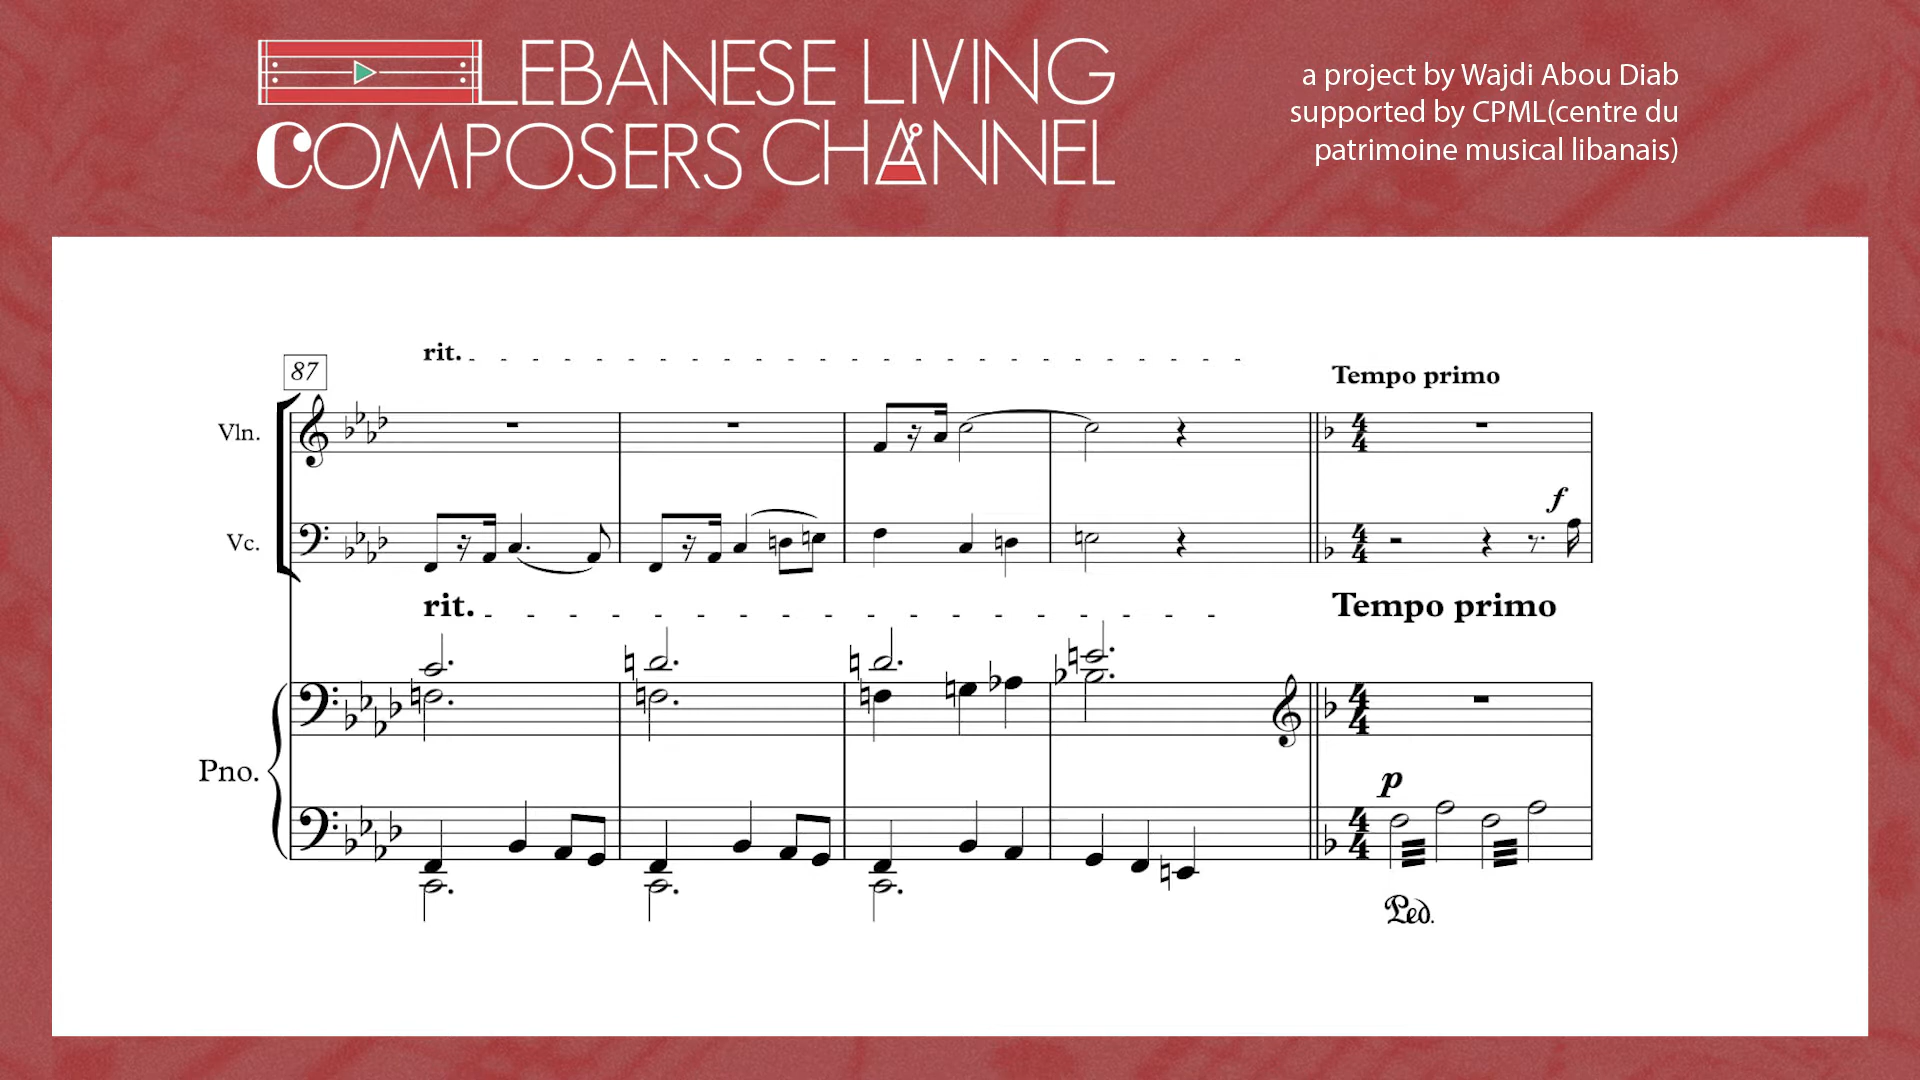 LEBANESE LIVING
COMPOSERS CHANNEL
a project by Wajdi Abou Diab
supported by CPML(centre du
patrimoine musical libanais)
rit.
87
Tempo primo
Vln.
f
Vc.
rit.
Tempo primo
Pno.
p
Ped.